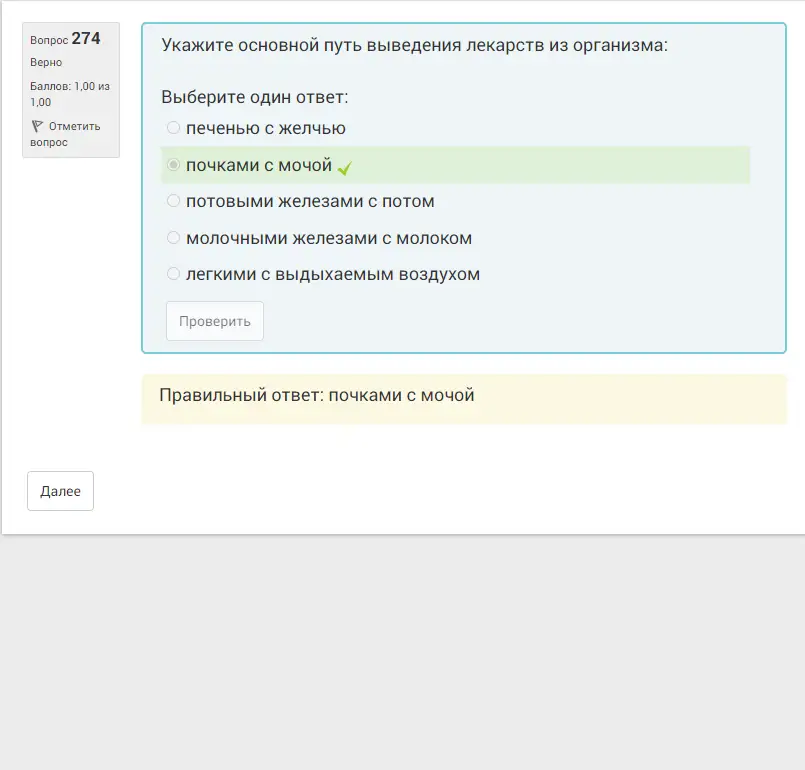 Вопрос 274
Верно
Баллов: 1,00 из
1,00
Отметить
вопрос
Укажите основной путь выведения лекарств из организма:
Выберите один ответ:
печенью с желчью
почками с мочой
потовыми железами с потом
молочными железами с молоком
легкими с выдыхаемым воздухом
Проверить
Правильный ответ: почками с мочой
Далее